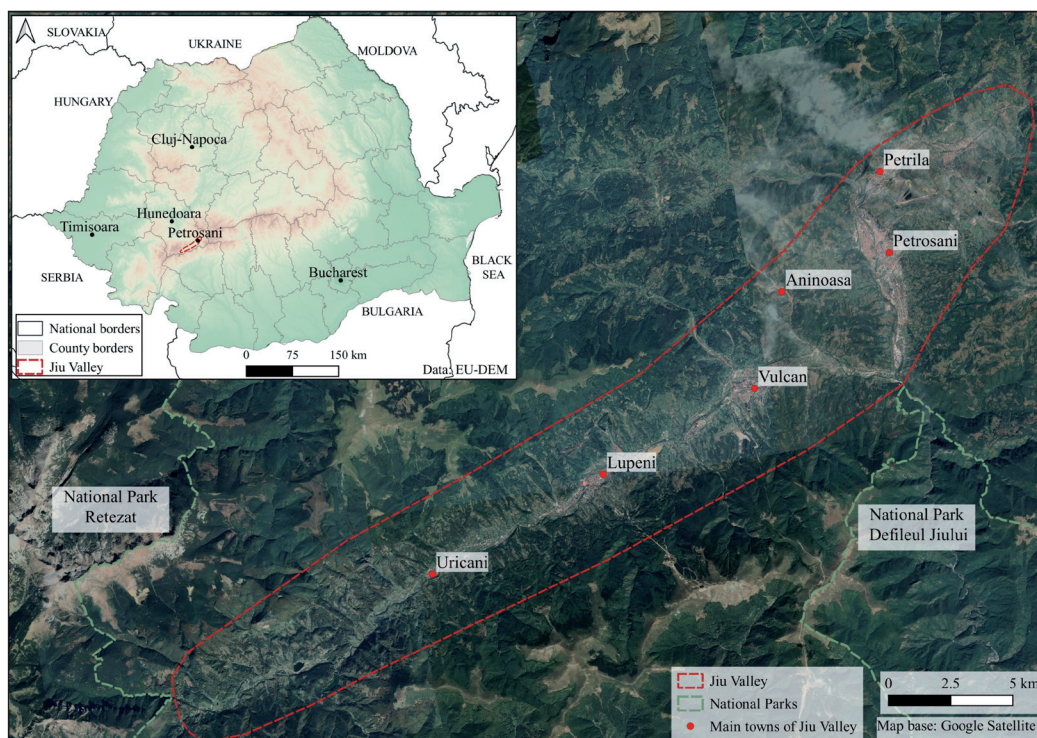 SLOVAKIA
UKRAINE
MOLDOVA
HUNGARY
Cluj-Napoca
Hunedoara
Timișoara
Petrosani
SERBIA
Bucharest
BLACK
SEA
BULGARIA
National borders
County borders
Jiu Valley
0 75 150 km
Data: EU-DEM
Petrila
Petrosani
Aninoasa
Vulcan
Lupeni
Uricani
National Park
Retezat
National Park
Defileul Jiului
Jiu Valley
National Parks
Main towns of Jiu Valley
0 2.5 5 km
Map base: Google Satellite